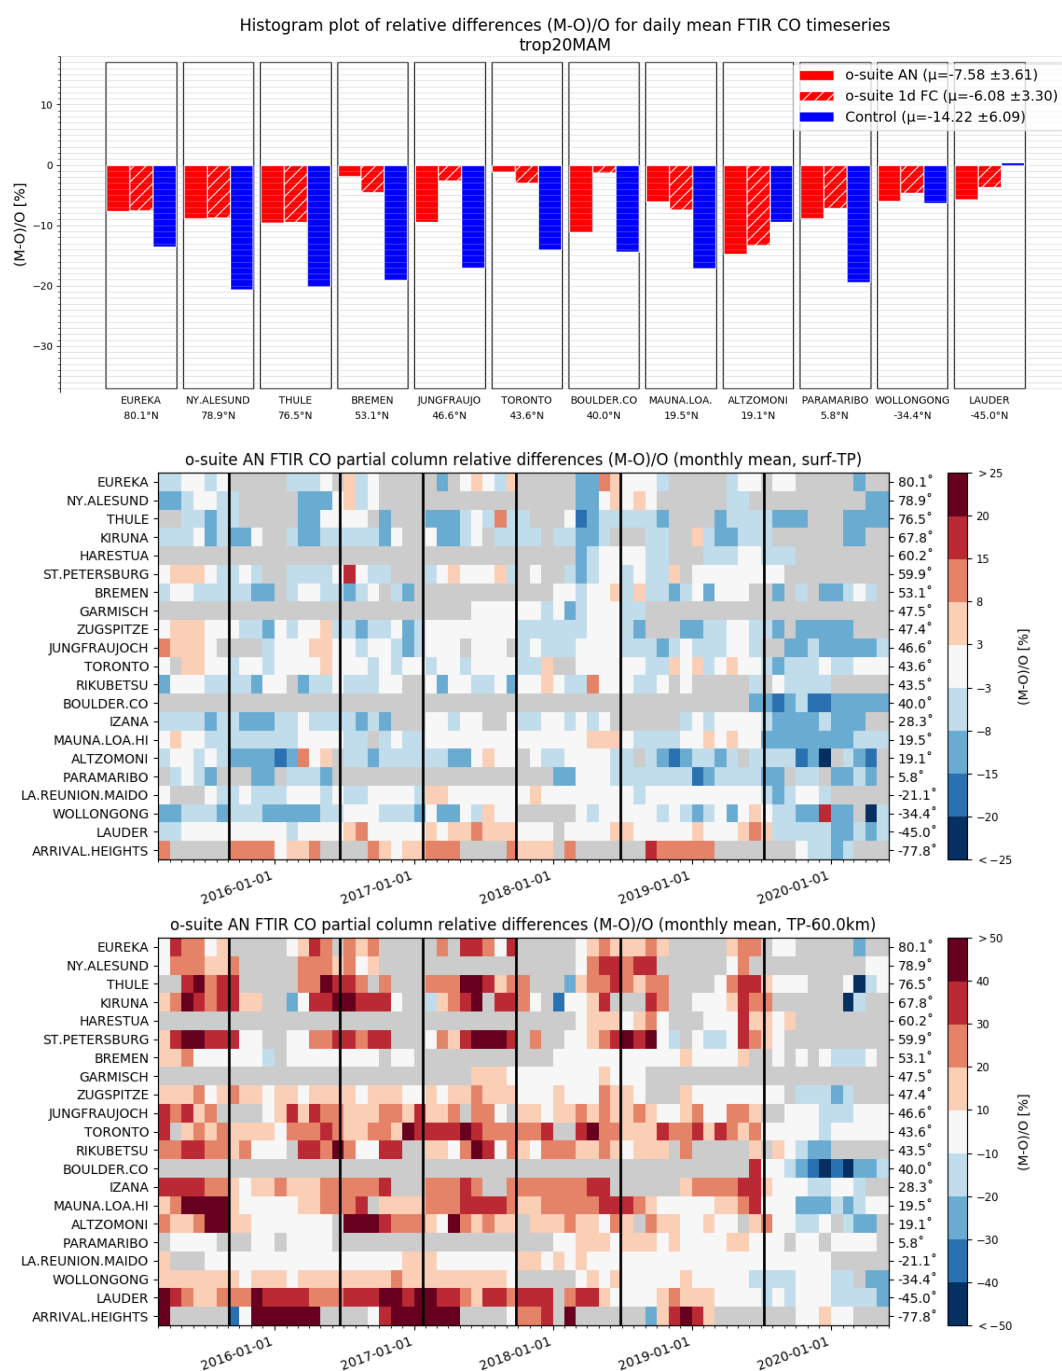 Histogram plot of relative differences (M-O)/O for daily mean FTIR CO timeseries
trop20MAM
o-suite AN (μ=-7.58 ±3.61)
o-suite 1d FC (μ=-6.08 ±3.30)
Control (μ=-14.22 ±6.09)
(M-O)/O [%]
10
0
−10
−20
−30
EUREKA NY.ALESUND THULE BREMEN JUNGFRAUJO TORONTO BOULDER.CO MAUNA.LOA. ALTZOMONI PARAMARIBO WOLLONGONG LAUDER
80.1°N 78.9°N 76.5°N 53.1°N 46.6°N 43.6°N 40.0°N 19.5°N 19.1°N 5.8°N -34.4°N -45.0°N
o-suite AN FTIR CO partial column relative differences (M-O)/O (monthly mean, surf-TP)
EUREKA 80.1°
NY.ALESUND 78.9°
THULE 76.5°
KIRUNA 67.8°
HARESTUA 60.2°
ST.PETERSBURG 59.9°
BREMEN 53.1°
GARMISCH 47.5°
ZUGSPITZE 47.4°
JUNGFRAUJOCH 46.6°
TORONTO 43.6°
RIKUBETSU 43.5°
BOULDER.CO 40.0°
IZANA 28.3°
MAUNA.LOA.HI 19.5°
ALTZOMONI 19.1°
PARAMARIBO 5.8°
LA.REUNION.MAIDO -21.1°
WOLLONGONG -34.4°
LAUDER -45.0°
ARRIVAL.HEIGHTS -77.8°
2016-01-01 2017-01-01 2018-01-01 2019-01-01 2020-01-01
>25
20
15
8
3
−3
−8
−15
−20
<−25
(M-O)/O [%]
o-suite AN FTIR CO partial column relative differences (M-O)/O (monthly mean, TP-60.0km)
EUREKA 80.1°
NY.ALESUND 78.9°
THULE 76.5°
KIRUNA 67.8°
HARESTUA 60.2°
ST.PETERSBURG 59.9°
BREMEN 53.1°
GARMISCH 47.5°
ZUGSPITZE 47.4°
JUNGFRAUJOCH 46.6°
TORONTO 43.6°
RIKUBETSU 43.5°
BOULDER.CO 40.0°
IZANA 28.3°
MAUNA.LOA.HI 19.5°
ALTZOMONI 19.1°
PARAMARIBO 5.8°
LA.REUNION.MAIDO -21.1°
WOLLONGONG -34.4°
LAUDER -45.0°
ARRIVAL.HEIGHTS -77.8°
2016-01-01 2017-01-01 2018-01-01 2019-01-01 2020-01-01
>50
40
30
20
10
−10
−20
−30
−40
<−50
(M-O)/O [%]